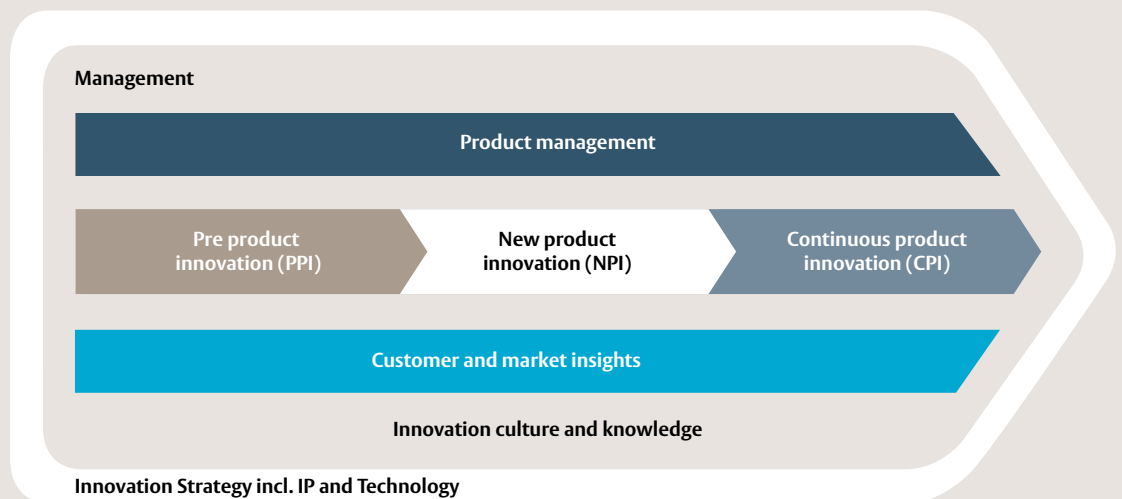 Management
Product management
Pre product
innovation (PPI)
New product
innovation (NPI)
Continuous product
innovation (CPI)
Customer and market insights
Innovation culture and knowledge
Innovation Strategy incl. IP and Technology